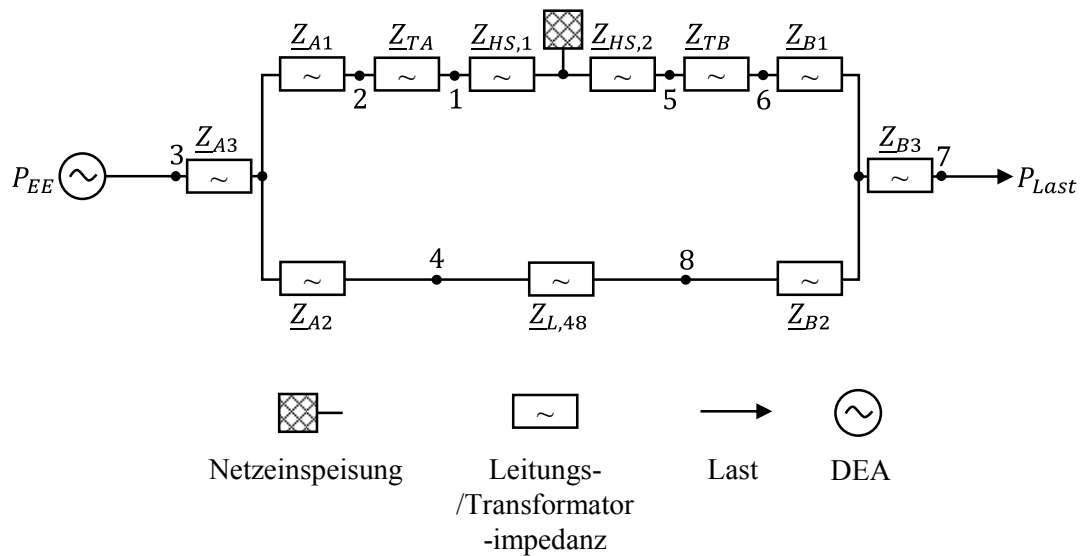 Z_A1 Z_TA Z_HS,1 Z_HS,2 Z_TB Z_B1
~ ~ ~ ~ ~ ~
2 1 5 6
P_EE ~ 3 Z_A3 ~ Z_B3 ~ 7 P_Last
4 8
~ ~ ~
Z_A2 Z_L,48 Z_B2
~ ~
Netzeinspeisung Leitungs- Last DEA
/Transformator
-impedanz